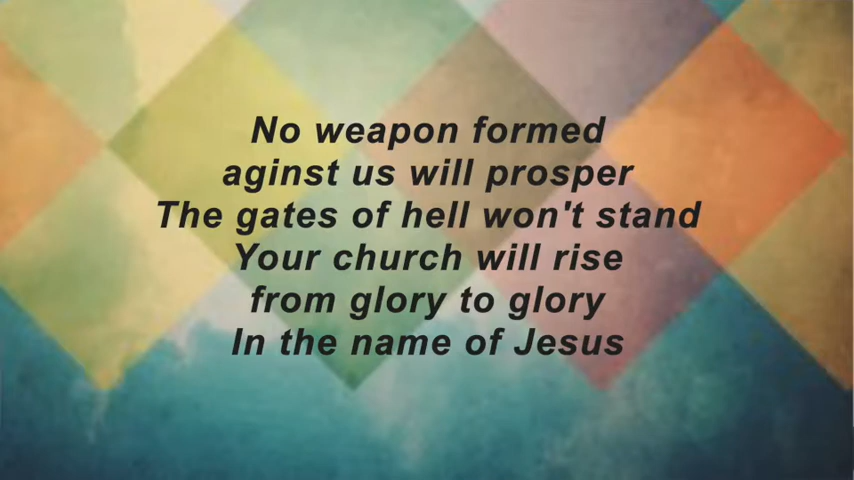 No weapon formed
aginst us will prosper
The gates of hell won't stand
Your church will rise
from glory to glory
In the name of Jesus